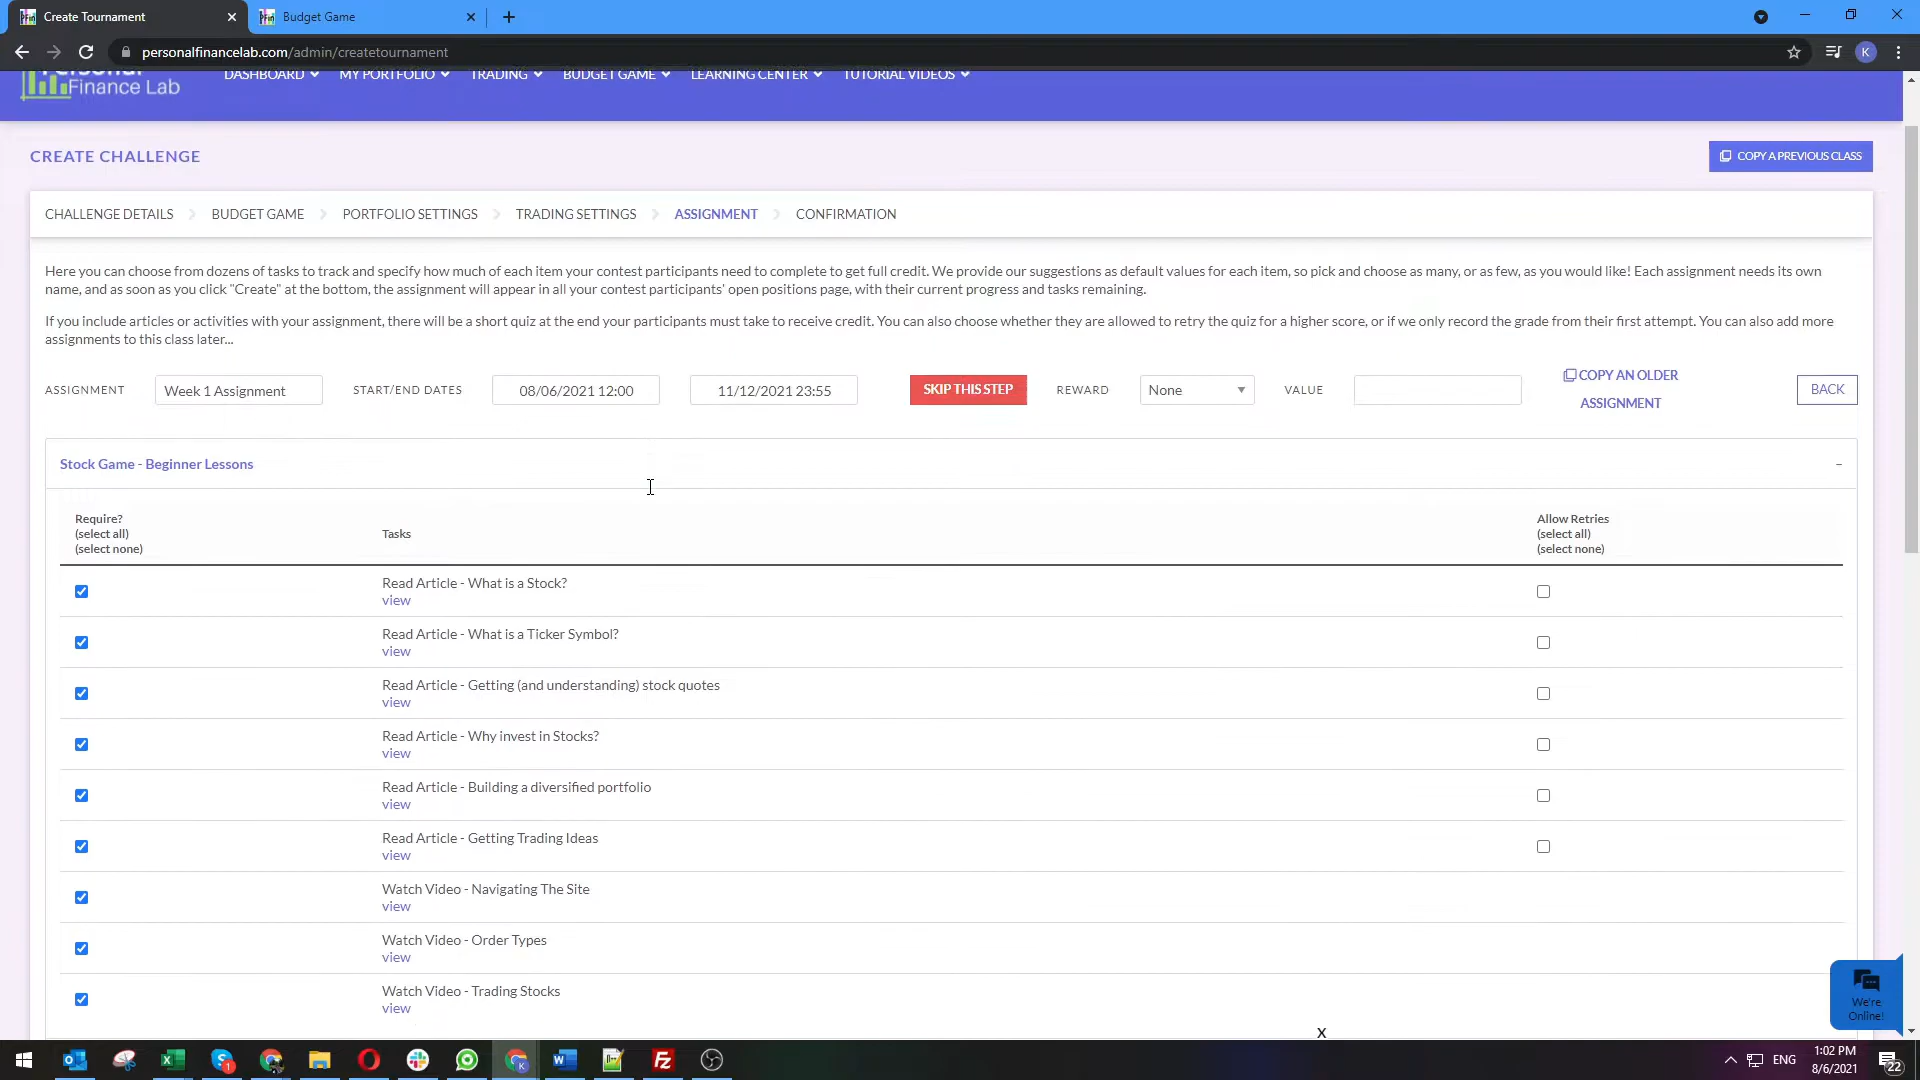 Create Tournament
Budget Game
personalfinancelab.com/admin/createtournament
K
Personal
Finance Lab
DASHBOARD
MY PORTFOLIO
TRADING
BUDGET GAME
LEARNING CENTER
TUTORIAL VIDEOS
CREATE CHALLENGE
COPY A PREVIOUS CLASS
CHALLENGE DETAILS
BUDGET GAME
PORTFOLIO SETTINGS
TRADING SETTINGS
ASSIGNMENT
CONFIRMATION
Here you can choose from dozens of tasks to track and specify how much of each item your contest participants need to complete to get full credit. We provide our suggestions as default values for each item, so pick and choose as many, or as few, as you would like! Each assignment needs its own
name, and as soon as you click "Create" at the bottom, the assignment will appear in all your contest participants' open positions page, with their current progress and tasks remaining.
If you include articles or activities with your assignment, there will be a short quiz at the end your participants must take to receive credit. You can also choose whether they are allowed to retry the quiz for a higher score, or if we only record the grade from their first attempt. You can also add more
assignments to this class later...
ASSIGNMENT
Week 1 Assignment
START/END DATES
08/06/2021 12:00
11/12/2021 23:55
SKIP THIS STEP
REWARD
None
VALUE
COPY AN OLDER
ASSIGNMENT
BACK
Stock Game - Beginner Lessons
Require?
(select all)
(select none)
Tasks
Allow Retries
(select all)
(select none)
Read Article - What is a Stock?
view
Read Article - What is a Ticker Symbol?
view
Read Article - Getting (and understanding) stock quotes
view
Read Article - Why invest in Stocks?
view
Read Article - Building a diversified portfolio
view
Read Article - Getting Trading Ideas
view
Watch Video - Navigating The Site
view
Watch Video - Order Types
view
Watch Video - Trading Stocks
view
We're
Online!
x
ENG
1:02 PM
8/6/2021
22